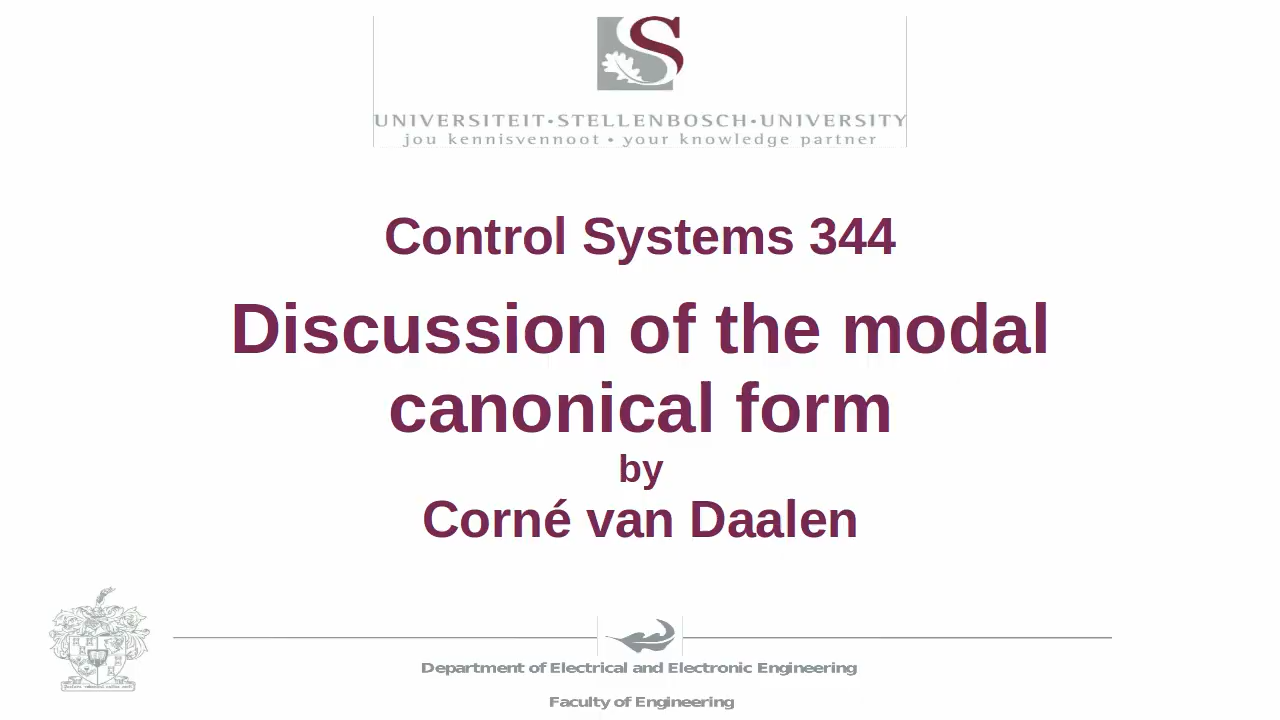 S
UNIVERSITEIT•STELLENBOSCH•UNIVERSITY
jou kennisvennoot • your knowledge partner
Control Systems 344
Discussion of the modal
canonical form
by
Corné van Daalen
Department of Electrical and Electronic Engineering
Faculty of Engineering